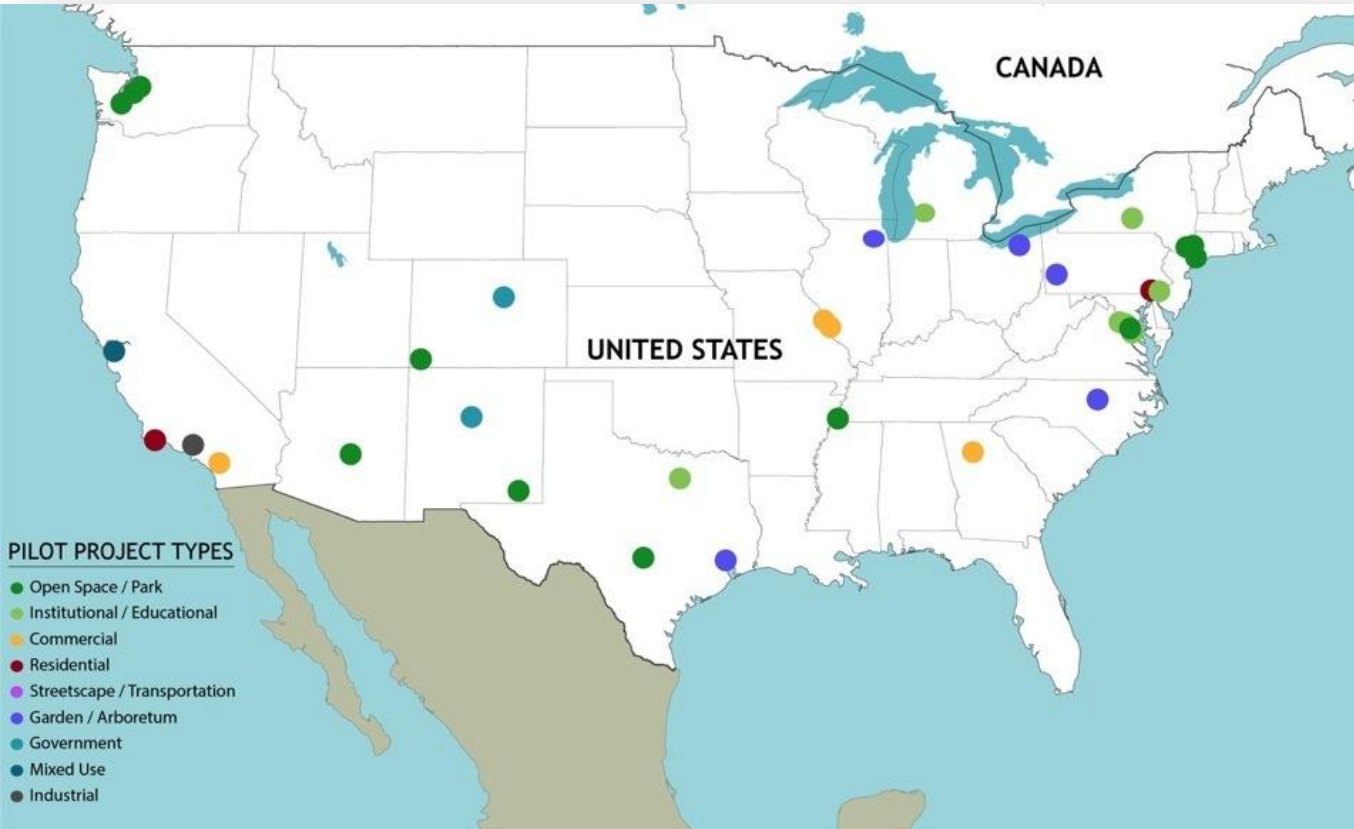 CANADA
UNITED STATES
PILOT PROJECT TYPES
Open Space / Park
Institutional / Educational
Commercial
Residential
Streetscape / Transportation
Garden / Arboretum
Government
Mixed Use
Industrial